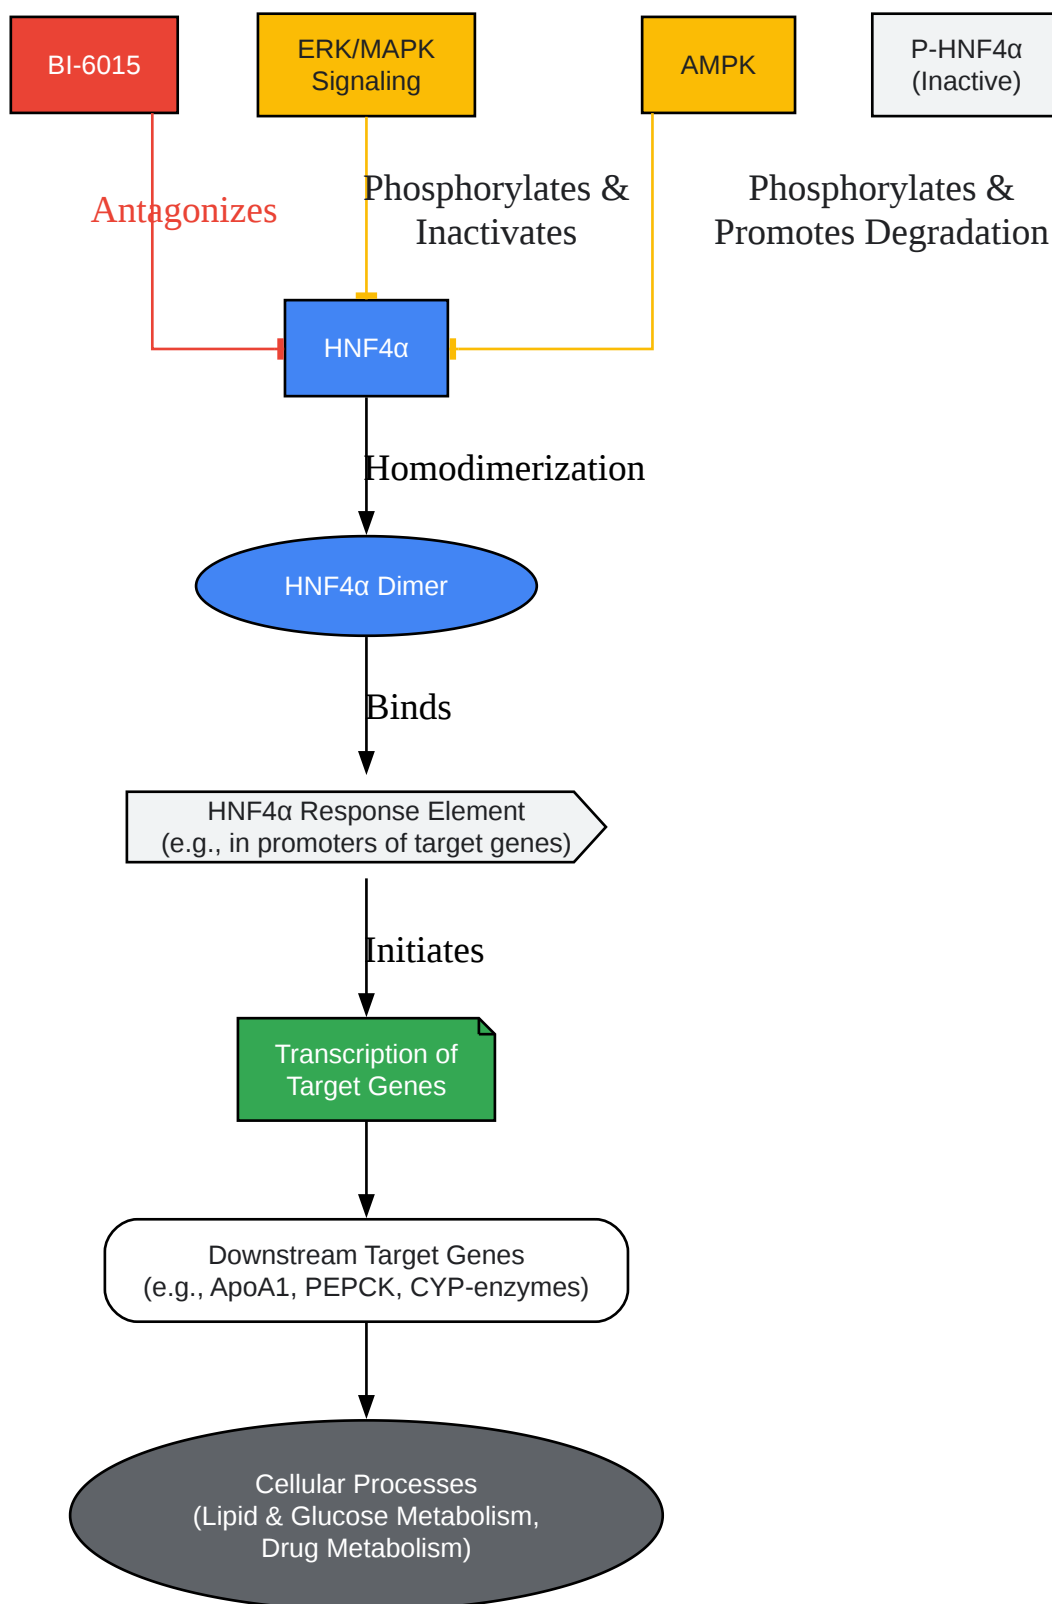 BI-6015
ERK/MAPK
Signaling
AMPK
P-HNF4α
(Inactive)
Antagonizes
Phosphorylates &
Inactivates
Phosphorylates &
Promotes Degradation
HNF4α
Homodimerization
HNF4α Dimer
Binds
HNF4α Response Element
(e.g., in promoters of target genes)
Initiates
Transcription of
Target Genes
Downstream Target Genes
(e.g., ApoA1, PEPCK, CYP-enzymes)
Cellular Processes
(Lipid & Glucose Metabolism,
Drug Metabolism)